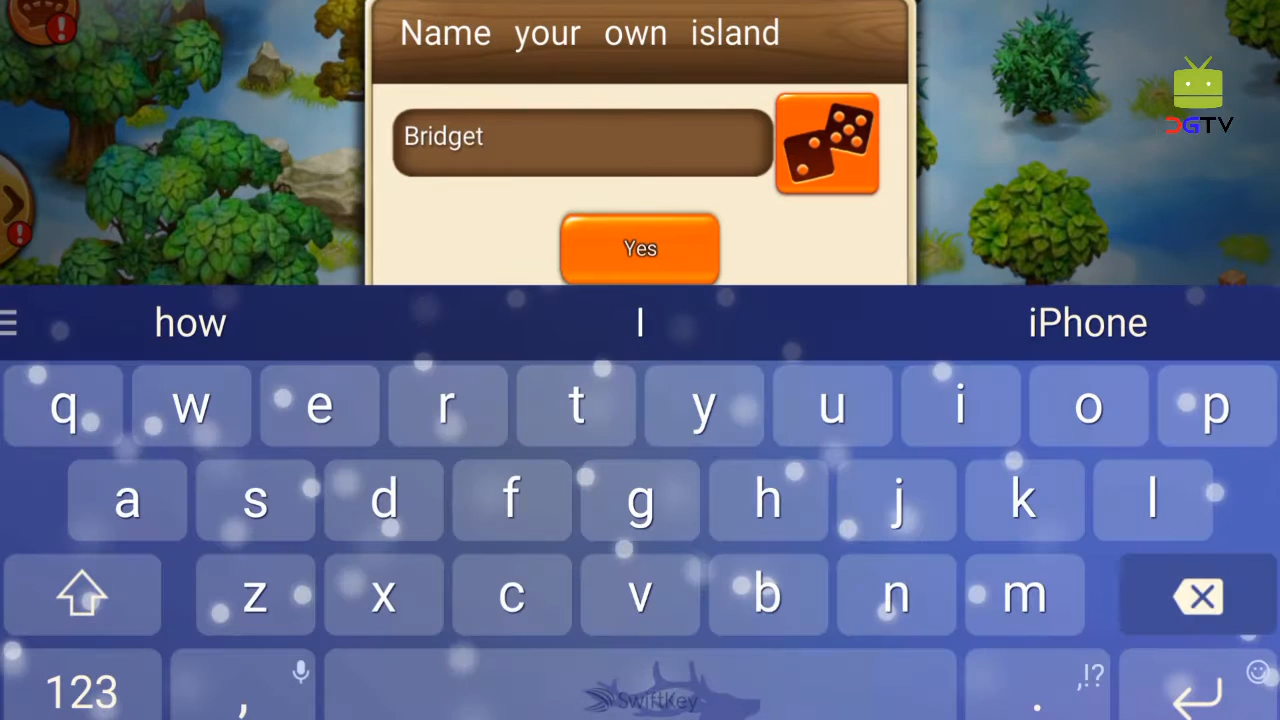 Name your own island
DGTV
Bridget
Yes
how I iPhone
q w e r t y u i o p
a s d f g h j k l
z x c v b n m
123 , SwiftKey . ,!?